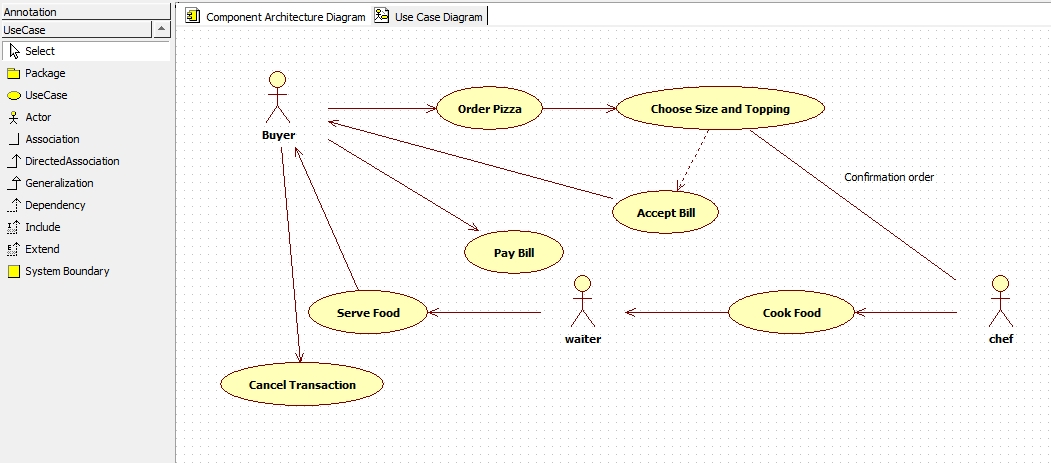 Annotation
UseCase
Select
Package
UseCase
Actor
Association
DirectedAssociation
Generalization
Dependency
Include
Extend
System Boundary
Component Architecture Diagram
Use Case Diagram
Buyer
Order Pizza
Choose Size and Topping
Confirmation order
Accept Bill
Pay Bill
Serve Food
waiter
Cook Food
chef
Cancel Transaction